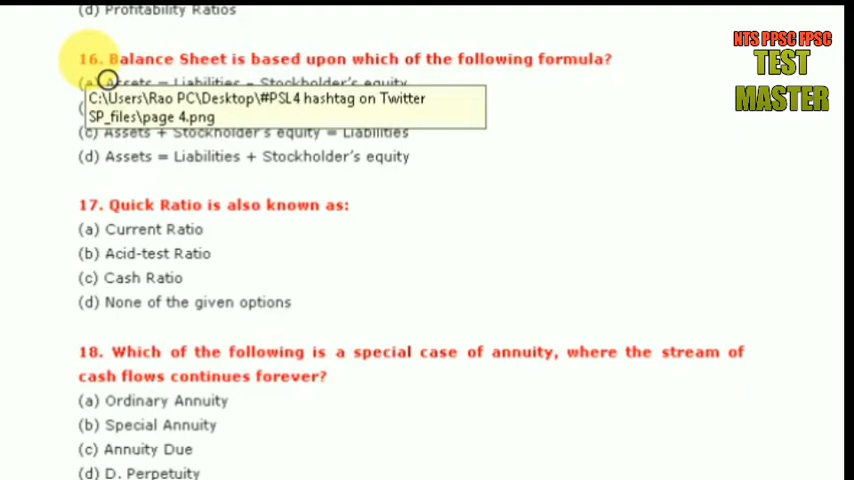 (d) Profitability Ratios
NTS PPSC FPSC
TEST
MASTER
16. Balance Sheet is based upon which of the following formula?
(a) Assets = Liabilities - Stockholder's equity
C:\Users\Rao PC\Desktop\#PSL4 hashtag on Twitter
SP_files\page 4.png
(c) Assets + Stockholder's equity = Liabilities
(d) Assets = Liabilities + Stockholder's equity
17. Quick Ratio is also known as:
(a) Current Ratio
(b) Acid-test Ratio
(c) Cash Ratio
(d) None of the given options
18. Which of the following is a special case of annuity, where the stream of
cash flows continues forever?
(a) Ordinary Annuity
(b) Special Annuity
(c) Annuity Due
(d) D. Perpetuity